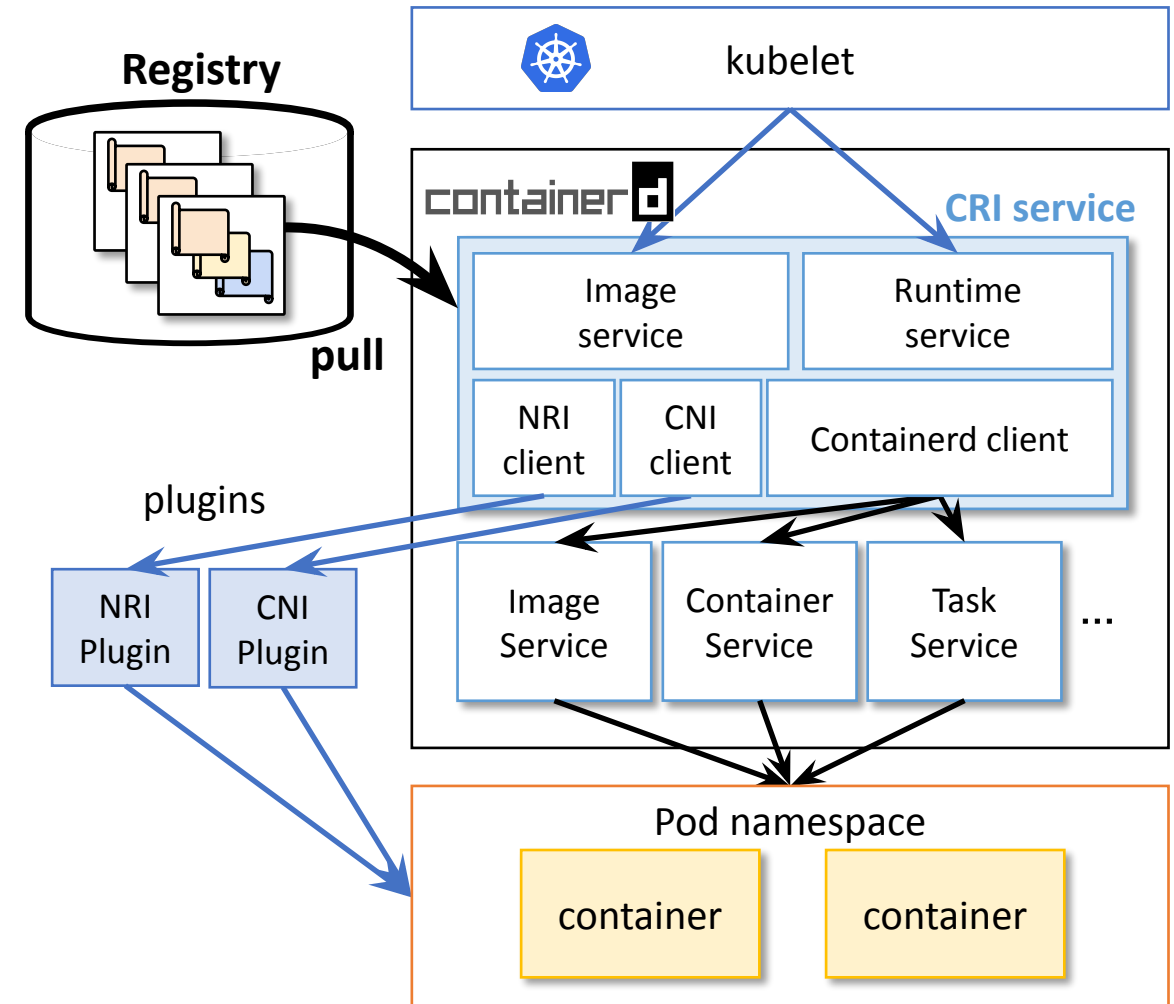 Registry
kubelet
containerd
CRI service
pull
Image
service
Runtime
service
NRI
client
CNI
client
Containerd client
plugins
NRI
Plugin
CNI
Plugin
Image
Service
Container
Service
Task
Service
...
Pod namespace
container
container